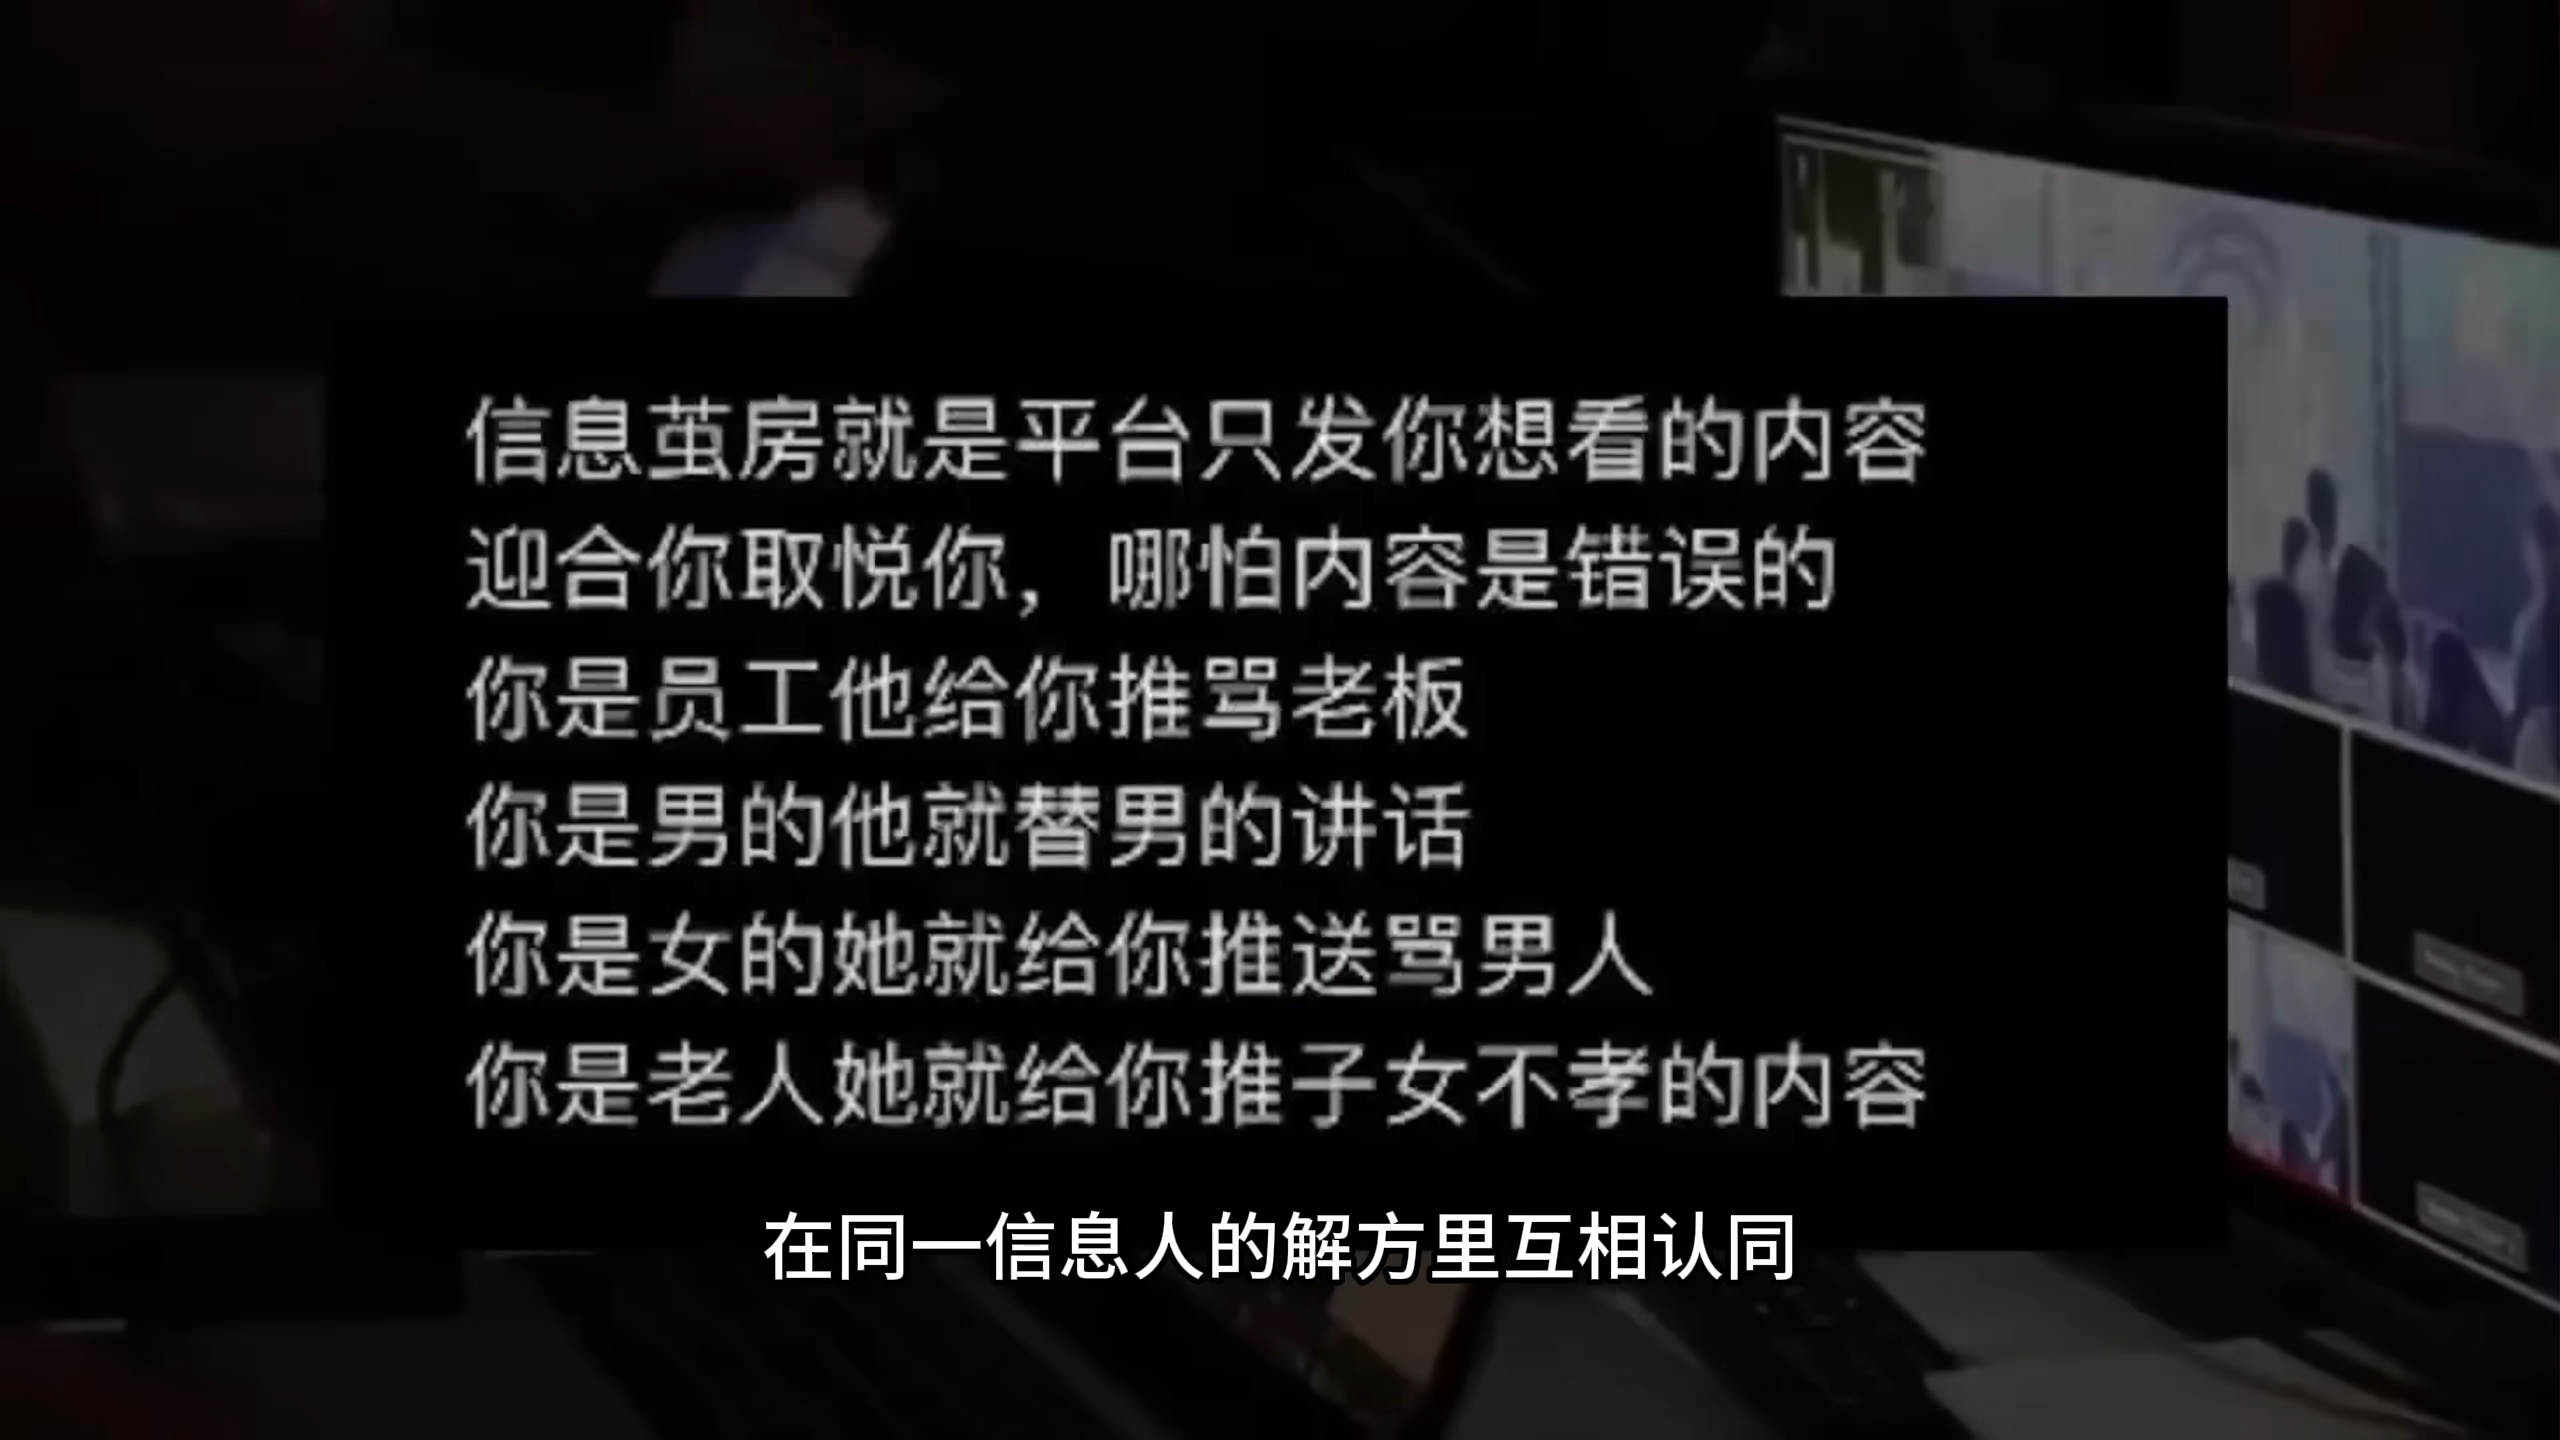 信息茧房就是平台只发你想看的内容
迎合你取悦你，哪怕内容是错误的
你是员工他给你推骂老板
你是男的他就替男的讲话
你是女的她就给你推送骂男人
你是老人她就给你推子女不孝的内容
在同一信息人的解方里互相认同